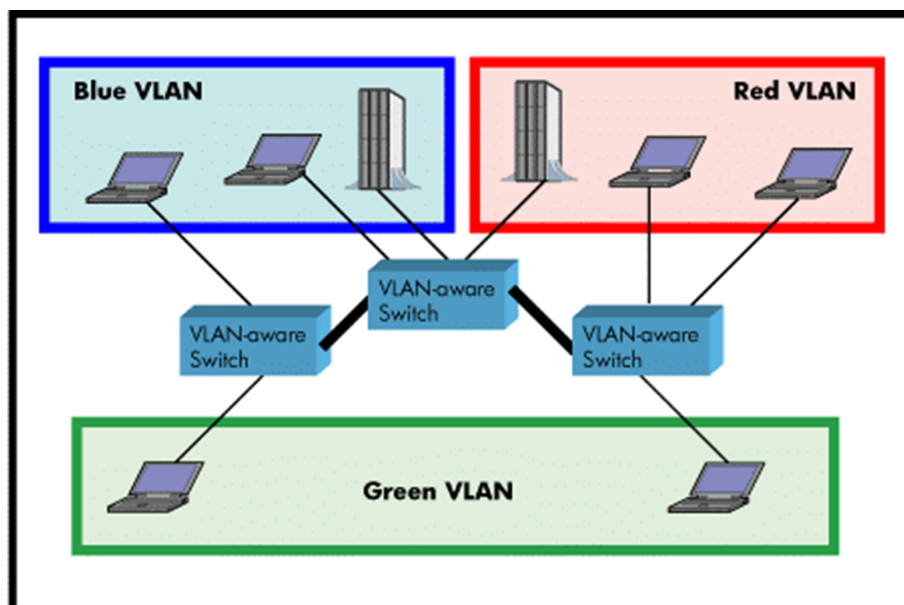 Blue VLAN
Red VLAN
VLAN-aware
Switch
VLAN-aware
Switch
VLAN-aware
Switch
Green VLAN